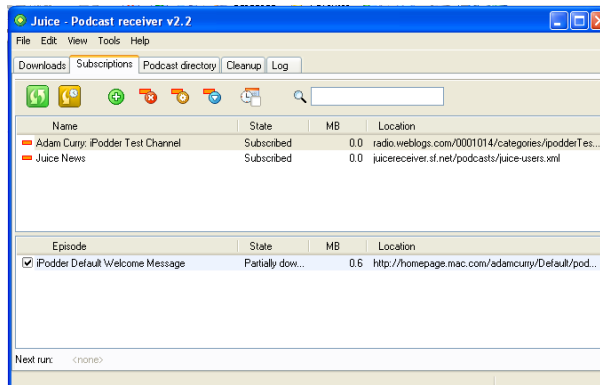 Juice - Podcast receiver v2.2
File Edit View Tools Help
Downloads Subscriptions Podcast directory Cleanup Log
Name State MB Location
Adam Curry: iPodder Test Channel Subscribed 0.0 radio.weblogs.com/0001014/categories/ipodderTes...
Juice News Subscribed 0.0 juicereceiver.sf.net/podcasts/juice-users.xml
Episode State MB Location
iPodder Default Welcome Message Partially dow... 0.6 http://homepage.mac.com/adamcurry/Default/pod...
Next run: <none>